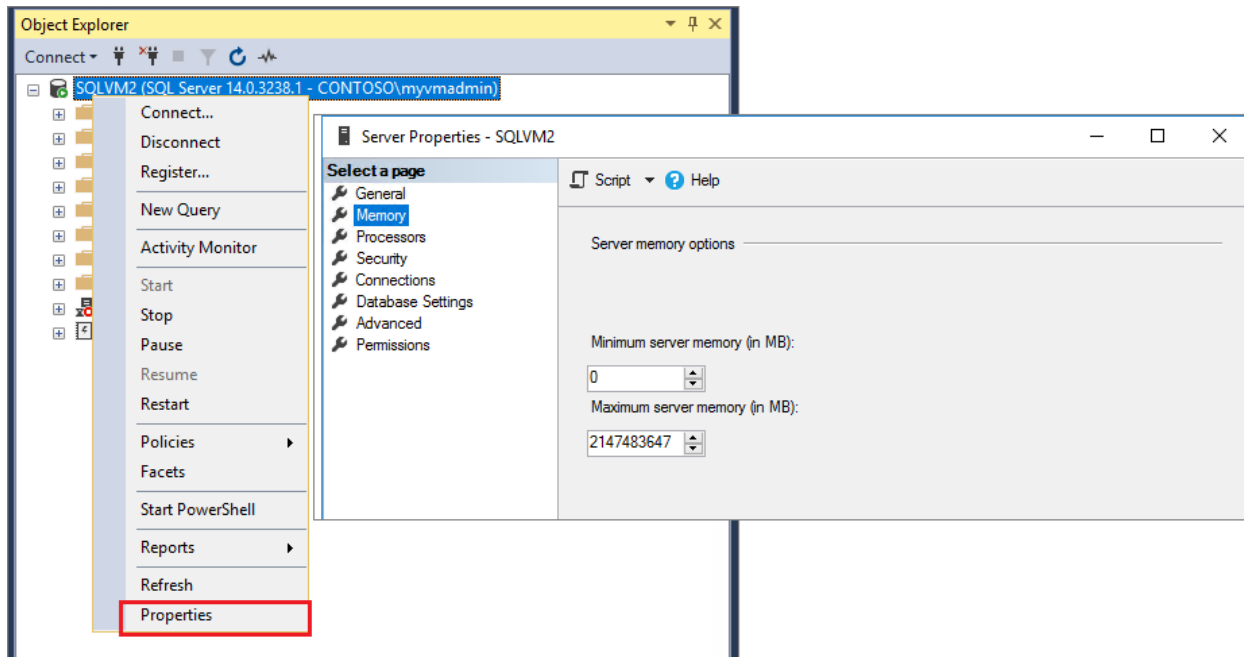 Object Explorer
Connect
SQLVM2 (SQL Server 14.0.3238.1 - CONTOSO\myvmadmin)
Connect...
Disconnect
Register...
New Query
Activity Monitor
Start
Stop
Pause
Resume
Restart
Policies
Facets
Start PowerShell
Reports
Refresh
Properties
Server Properties - SQLVM2
Select a page
General
Memory
Processors
Security
Connections
Database Settings
Advanced
Permissions
Script
Help
Server memory options
Minimum server memory (in MB):
0
Maximum server memory (in MB):
2147483647